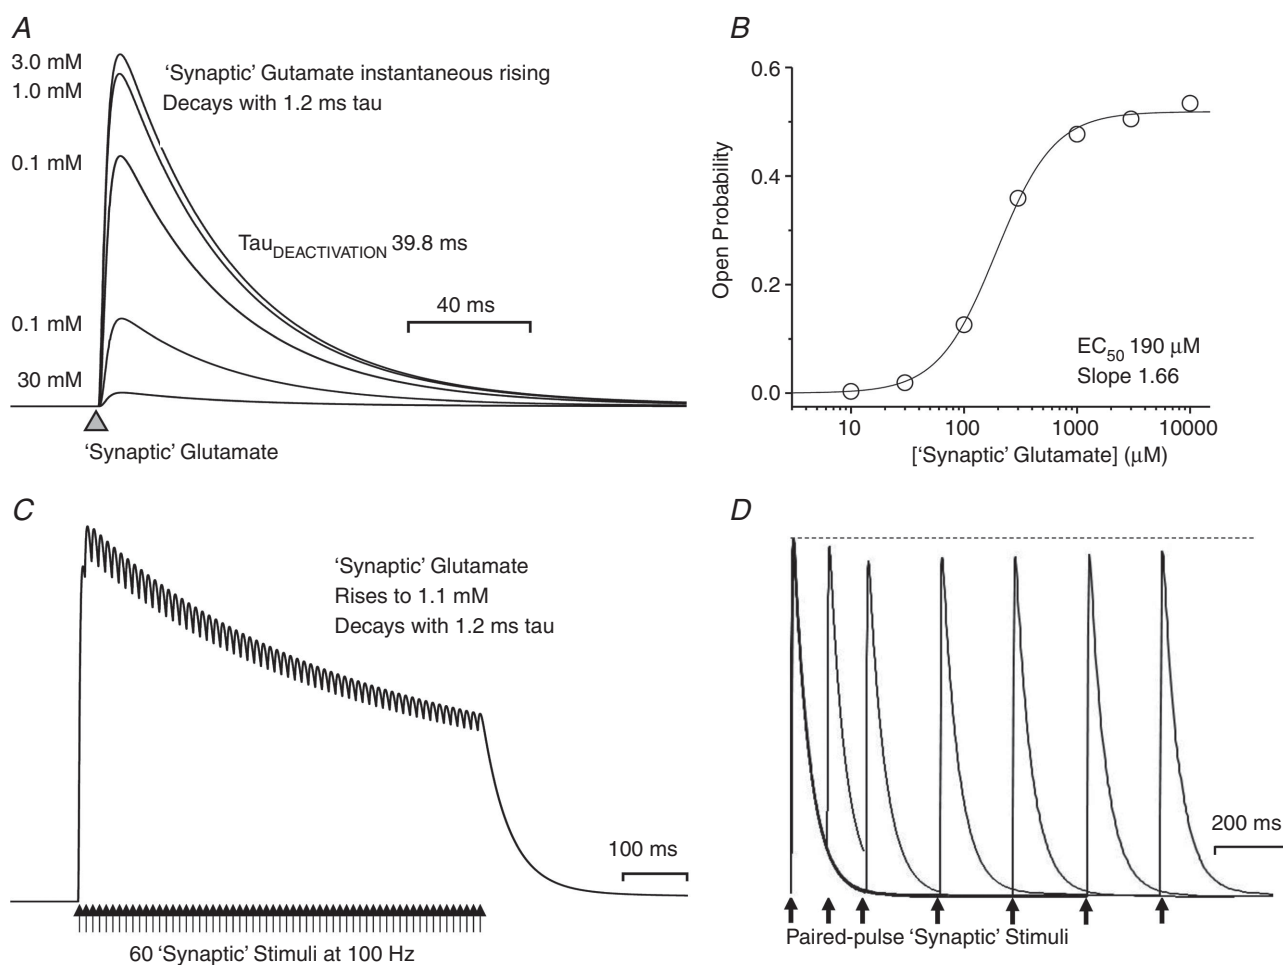 A
3.0 mM
1.0 mM
0.1 mM
0.1 mM
30 mM
‘Synaptic’ Gutamate instantaneous rising
Decays with 1.2 ms tau
Tau DEACTIVATION 39.8 ms
40 ms
‘Synaptic’ Glutamate
B
Open Probability
0.6
0.4
0.2
0.0
10
100
1000
10000
[‘Synaptic’ Glutamate] (μM)
EC50 190 μM
Slope 1.66
C
‘Synaptic’ Glutamate
Rises to 1.1 mM
Decays with 1.2 ms tau
100 ms
60 ‘Synaptic’ Stimuli at 100 Hz
D
200 ms
Paired-pulse ‘Synaptic’ Stimuli